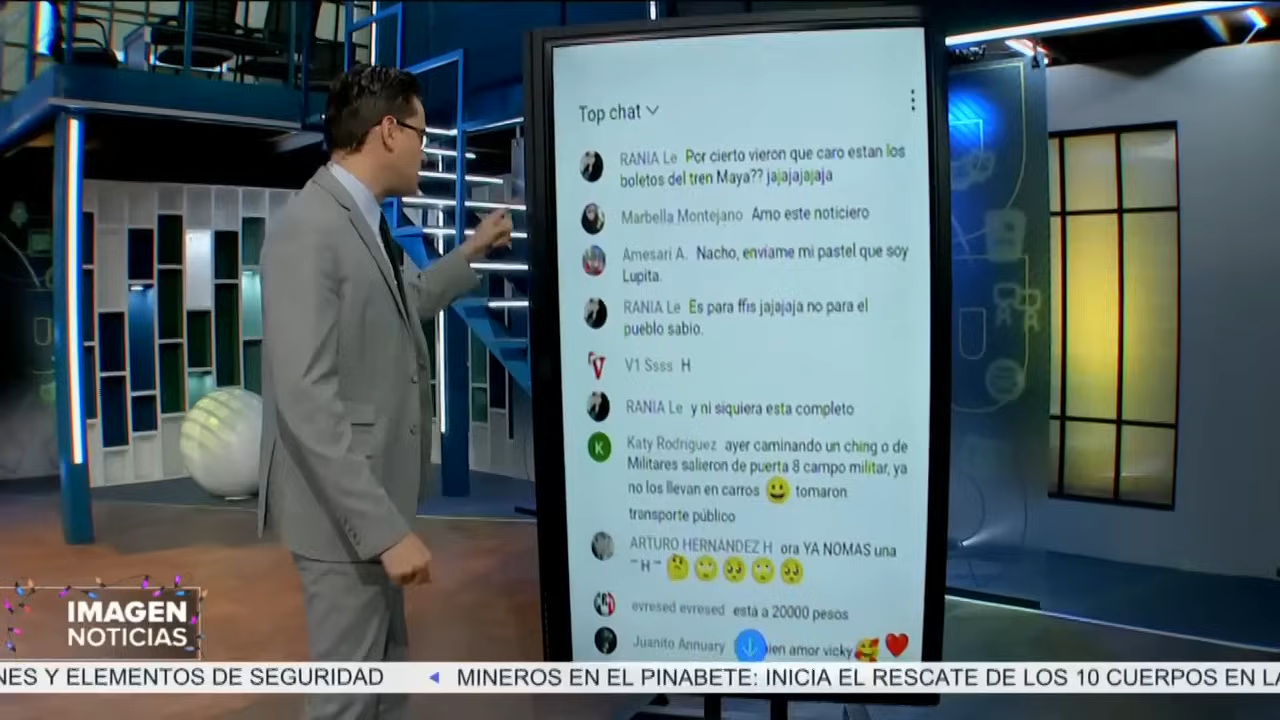 Top chat
RANIA Le Por cierto vieron que caro estan los
boletos del tren Maya?? jajajajajaja
Marbella Montejano Amo este noticiero
Amesari A. Nacho, enviame mi pastel que soy
Lupita.
RANIA Le Es para ffis jajajaja no para el
pueblo sabio.
V1 Ssss H
RANIA Le y ni siquiera esta completo
Katy Rodriguez ayer caminando un ching o de
Militares salieron de puerta 8 campo militar, ya
no los llevan en carros 😀 tomaron
transporte público
ARTURO HERNANDEZ H ora YA NOMAS una
""H"" 🤔🙄🥺🙄🥺
evresed evresed esta a 20000 pesos
Juanito Annuary ien amor vicky 🥰❤️
IMAGEN
NOTICIAS
NES Y ELEMENTOS DE SEGURIDAD MINEROS EN EL PINABETE: INICIA EL RESCATE DE LOS 10 CUERPOS EN LA